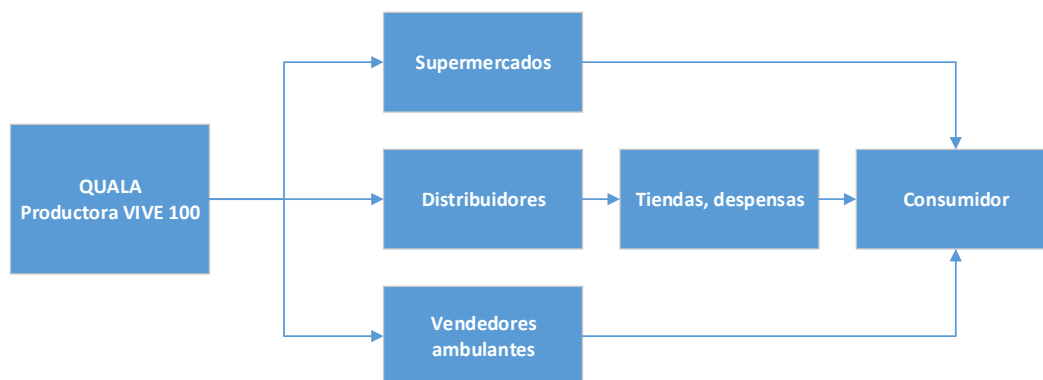 Supermercados
QUALA
Productora VIVE 100
Distribuidores
Tiendas, despensas
Consumidor
Vendedores
ambulantes